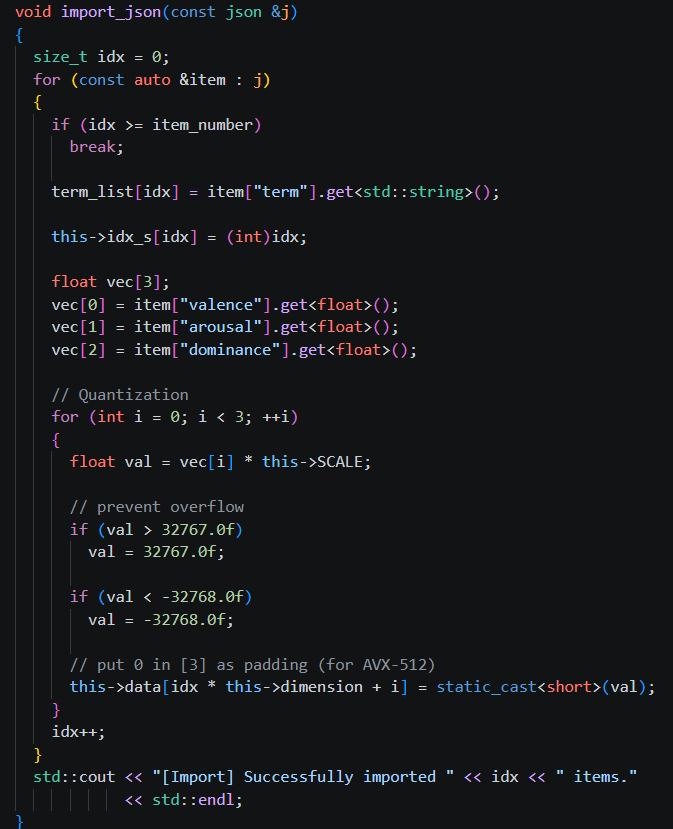 void import_json(const json &j)
{
  size_t idx = 0;
  for (const auto &item : j)
  {
    if (idx >= item_number)
      break;

    term_list[idx] = item["term"].get<std::string>();

    this->idx_s[idx] = (int)idx;

    float vec[3];
    vec[0] = item["valence"].get<float>();
    vec[1] = item["arousal"].get<float>();
    vec[2] = item["dominance"].get<float>();

    // Quantization
    for (int i = 0; i < 3; ++i)
    {
      float val = vec[i] * this->SCALE;

      // prevent overflow
      if (val > 32767.0f)
        val = 32767.0f;

      if (val < -32768.0f)
        val = -32768.0f;

      // put 0 in [3] as padding (for AVX-512)
      this->data[idx * this->dimension + i] = static_cast<short>(val);
    }
    idx++;
  }
  std::cout << "[Import] Successfully imported " << idx << " items."
            << std::endl;
}